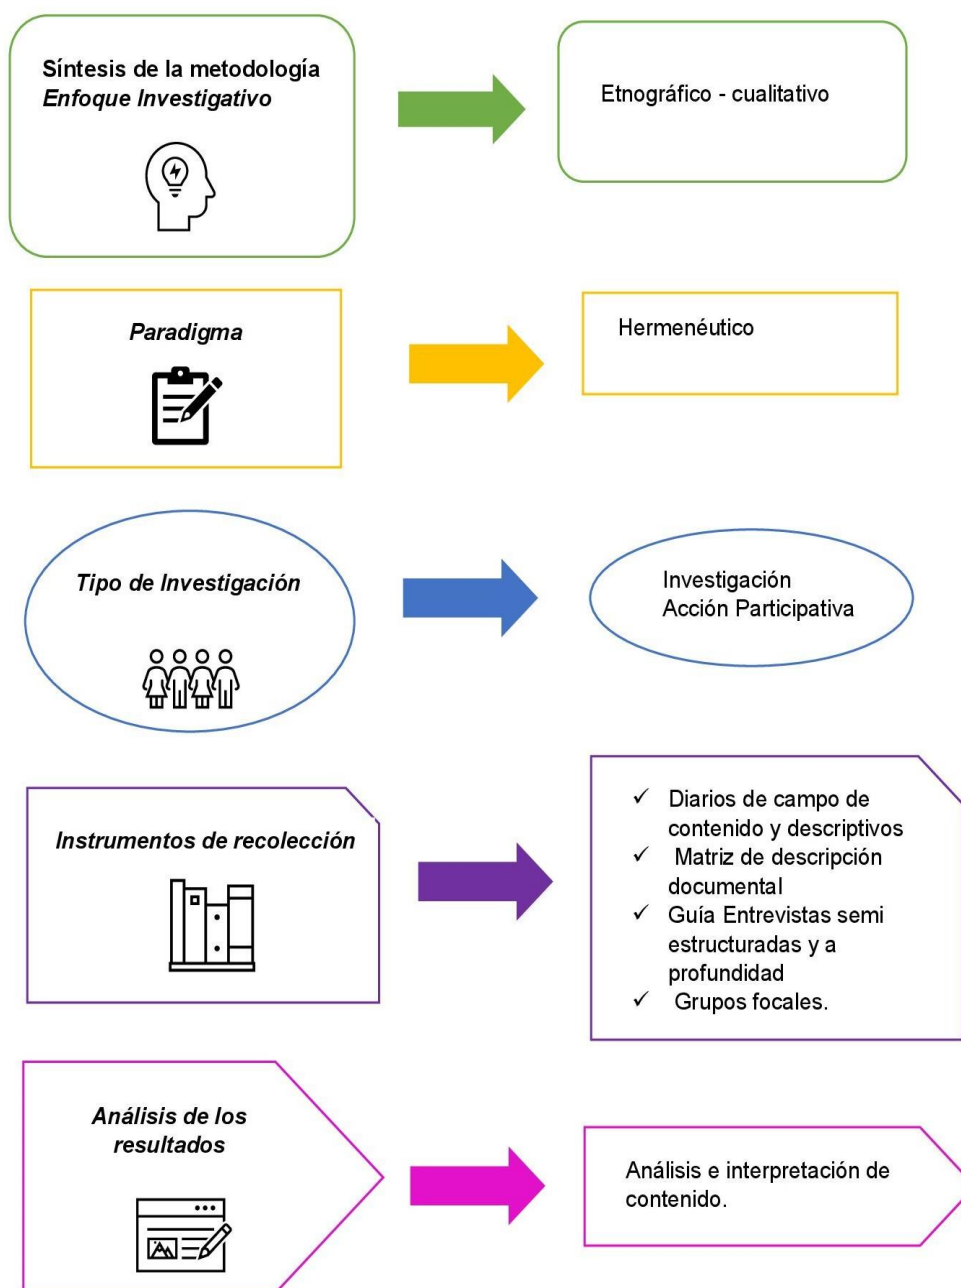 Síntesis de la metodología
Enfoque Investigativo
Etnográfico - cualitativo
Paradigma
Hermenéutico
Tipo de Investigación
Investigación
Acción Participativa
Instrumentos de recolección
✓ Diarios de campo de
contenido y descriptivos
✓ Matriz de descripción
documental
✓ Guía Entrevistas semi
estructuradas y a
profundidad
✓ Grupos focales.
Análisis de los
resultados
Análisis e interpretación de
contenido.